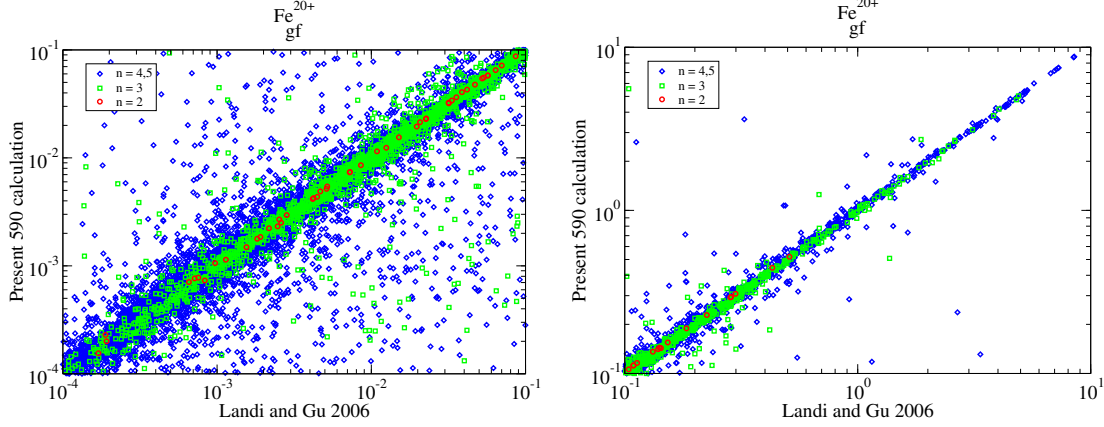 Fe20+
gf
10-1
n = 4,5
n = 3
n = 2
10-2
10-3
10-4
Present 590 calculation
10-4
10-3
10-2
10-1
Landi and Gu 2006
Fe20+
gf
101
n = 4,5
n = 3
n = 2
100
10-1
Present 590 calculation
10-1
100
101
Landi and Gu 2006